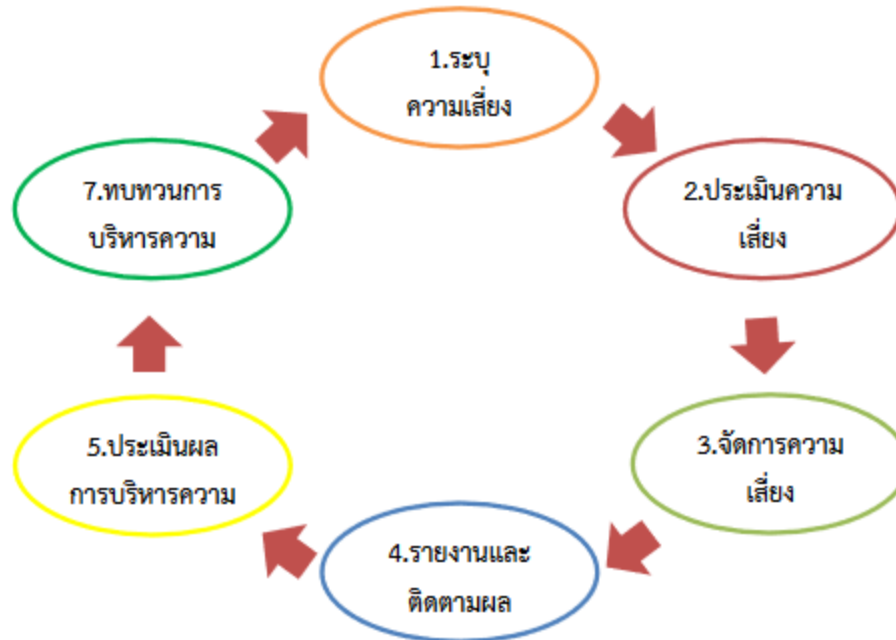 1.ระบุ
ความเสี่ยง
2.ประเมินความ
เสี่ยง
3.จัดการความ
เสี่ยง
4.รายงานและ
ติดตามผล
5.ประเมินผล
การบริหารความ
7.ทบทวนการ
บริหารความ